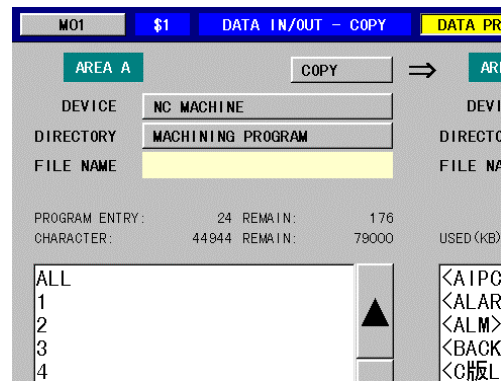 M01 $1 DATA IN/OUT - COPY DATA PR
AREA A COPY ⇒ AR
DEVICE NC MACHINE DEVI
DIRECTORY MACHINING PROGRAM DIRECTO
FILE NAME FILE NA
PROGRAM ENTRY: 24 REMAIN: 176
CHARACTER: 44944 REMAIN: 79000 USED(KB)
ALL <AIPC
1 <ALAR
2 <ALM>
3 <BACK
4 <C版L